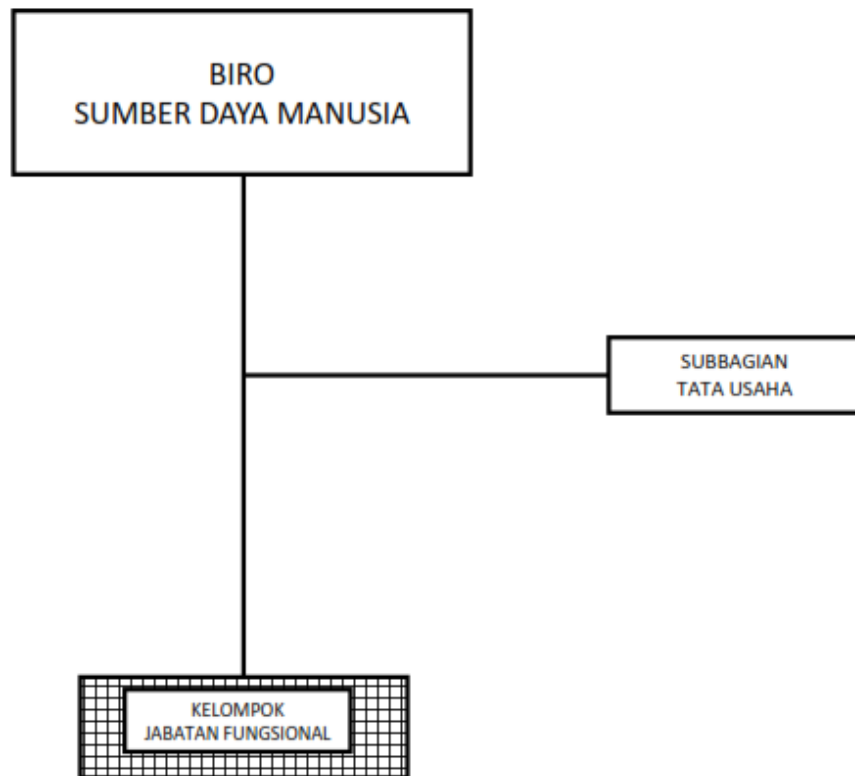 BIRO
SUMBER DAYA MANUSIA
SUBBAGIAN
TATA USAHA
KELOMPOK
JABATAN FUNGSIONAL